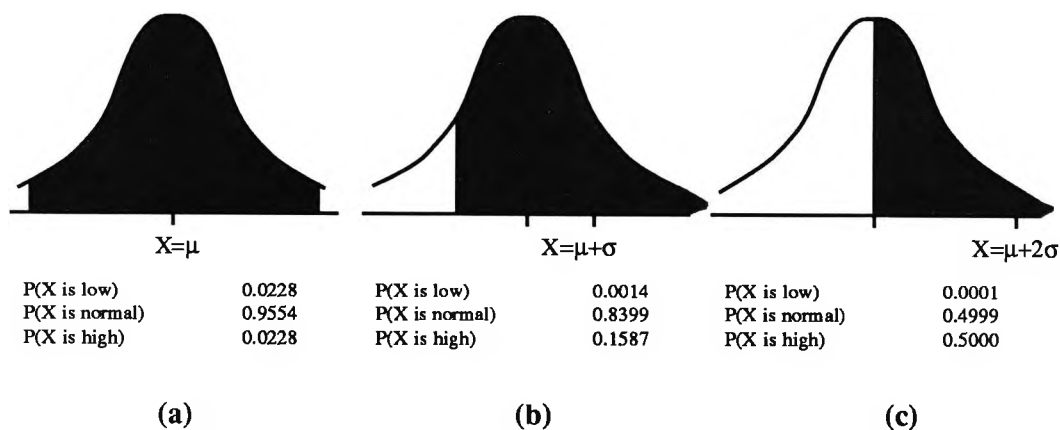 X=μ
X=μ+σ
X=μ+2σ
P(X is low) 0.0228
P(X is normal) 0.9554
P(X is high) 0.0228
P(X is low) 0.0014
P(X is normal) 0.8399
P(X is high) 0.1587
P(X is low) 0.0001
P(X is normal) 0.4999
P(X is high) 0.5000
(a)
(b)
(c)